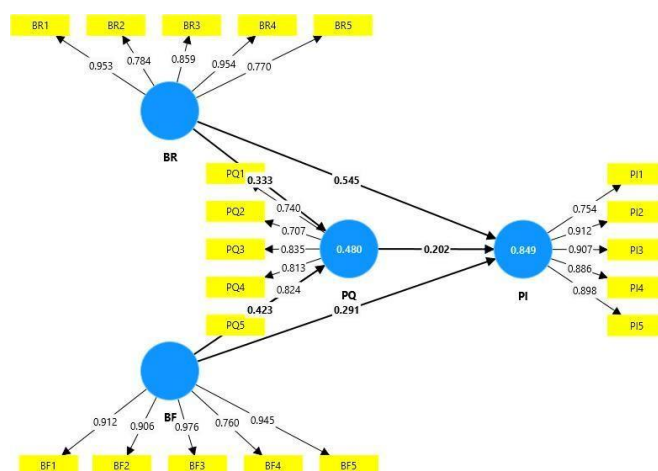 BR1 BR2 BR3 BR4 BR5
0.953 0.784 0.859 0.954 0.770
BR
PQ1 0.333 0.545 PI1
0.740 0.754
PQ2 0.707 PI2
0.912
PQ3 0.835 0.480 0.202 0.849 0.907 PI3
0.813 0.886
PQ4 0.824 PQ PI 0.898 PI4
0.423 0.291
PQ5 PI5
BF
0.912 0.906 0.976 0.760 0.945
BF1 BF2 BF3 BF4 BF5